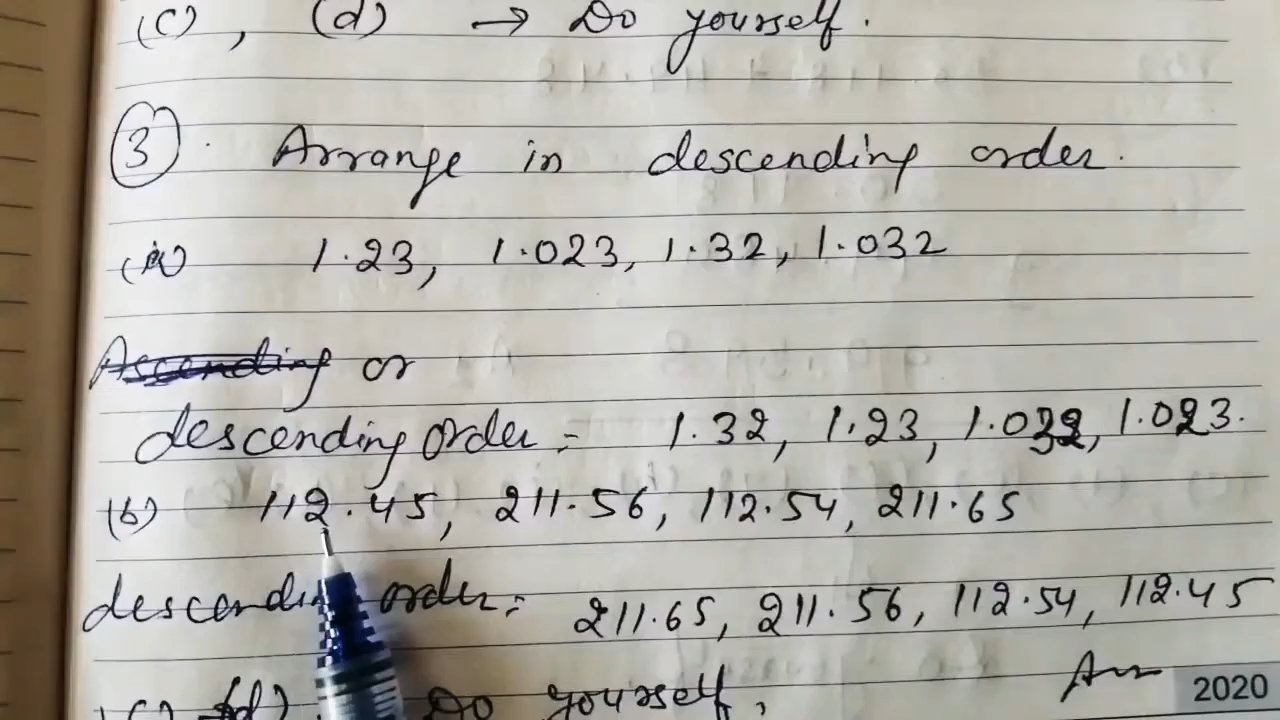 (c), (d) → Do yourself.
(3). Arrange in descending order.
(a) 1.23, 1.023, 1.32, 1.032
Ascending or
descending order = 1.32, 1.23, 1.032, 1.023.
(b) 112.45, 211.56, 112.54, 211.65
descending order = 211.65, 211.56, 112.54, 112.45
Ans
(c) (d) Do yourself,
2020